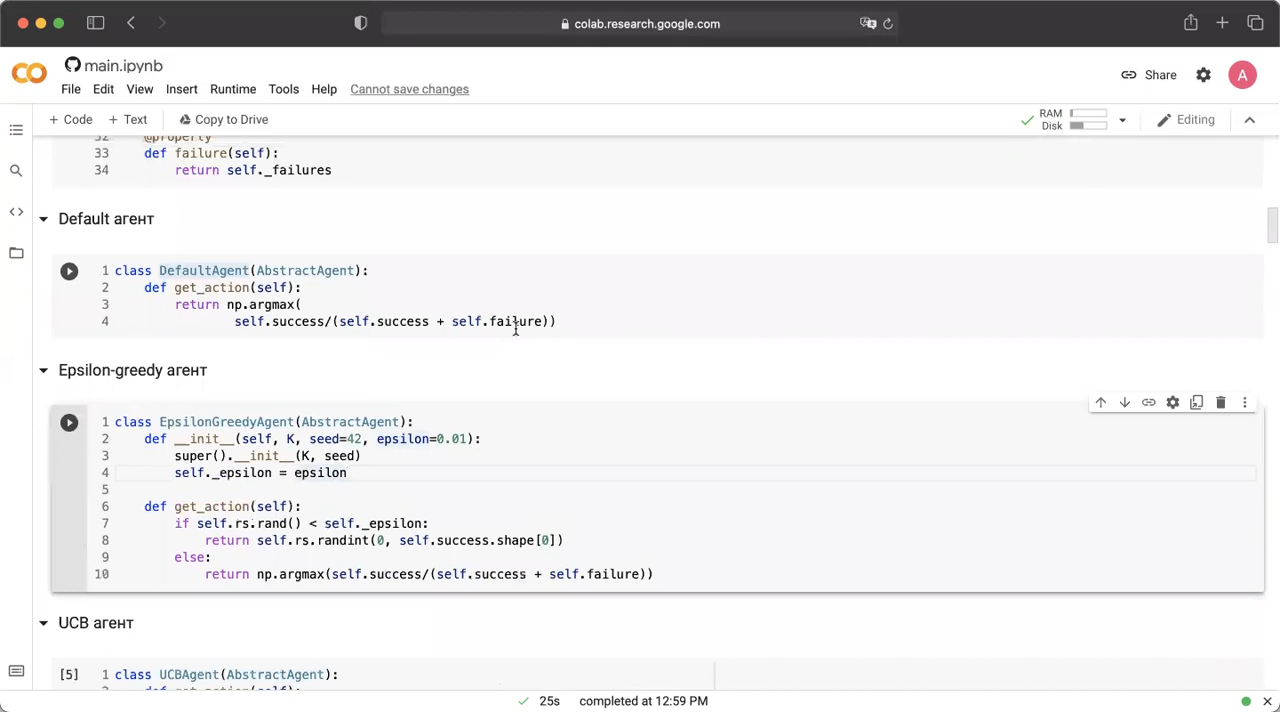 colab.research.google.com
main.ipynb
File Edit View Insert Runtime Tools Help Cannot save changes
Share
A
+ Code + Text Copy to Drive
RAM
Disk
Editing
32 @property
33 def failure(self):
34 return self._failures
Default агент
1 class DefaultAgent(AbstractAgent):
2 def get_action(self):
3 return np.argmax(
4 self.success/(self.success + self.failure))
Epsilon-greedy агент
1 class EpsilonGreedyAgent(AbstractAgent):
2 def __init__(self, K, seed=42, epsilon=0.01):
3 super().__init__(K, seed)
4 self._epsilon = epsilon
5
6 def get_action(self):
7 if self.rs.rand() < self._epsilon:
8 return self.rs.randint(0, self.success.shape[0])
9 else:
10 return np.argmax(self.success/(self.success + self.failure))
UCB агент
[5] 1 class UCBAgent(AbstractAgent):
25s completed at 12:59 PM